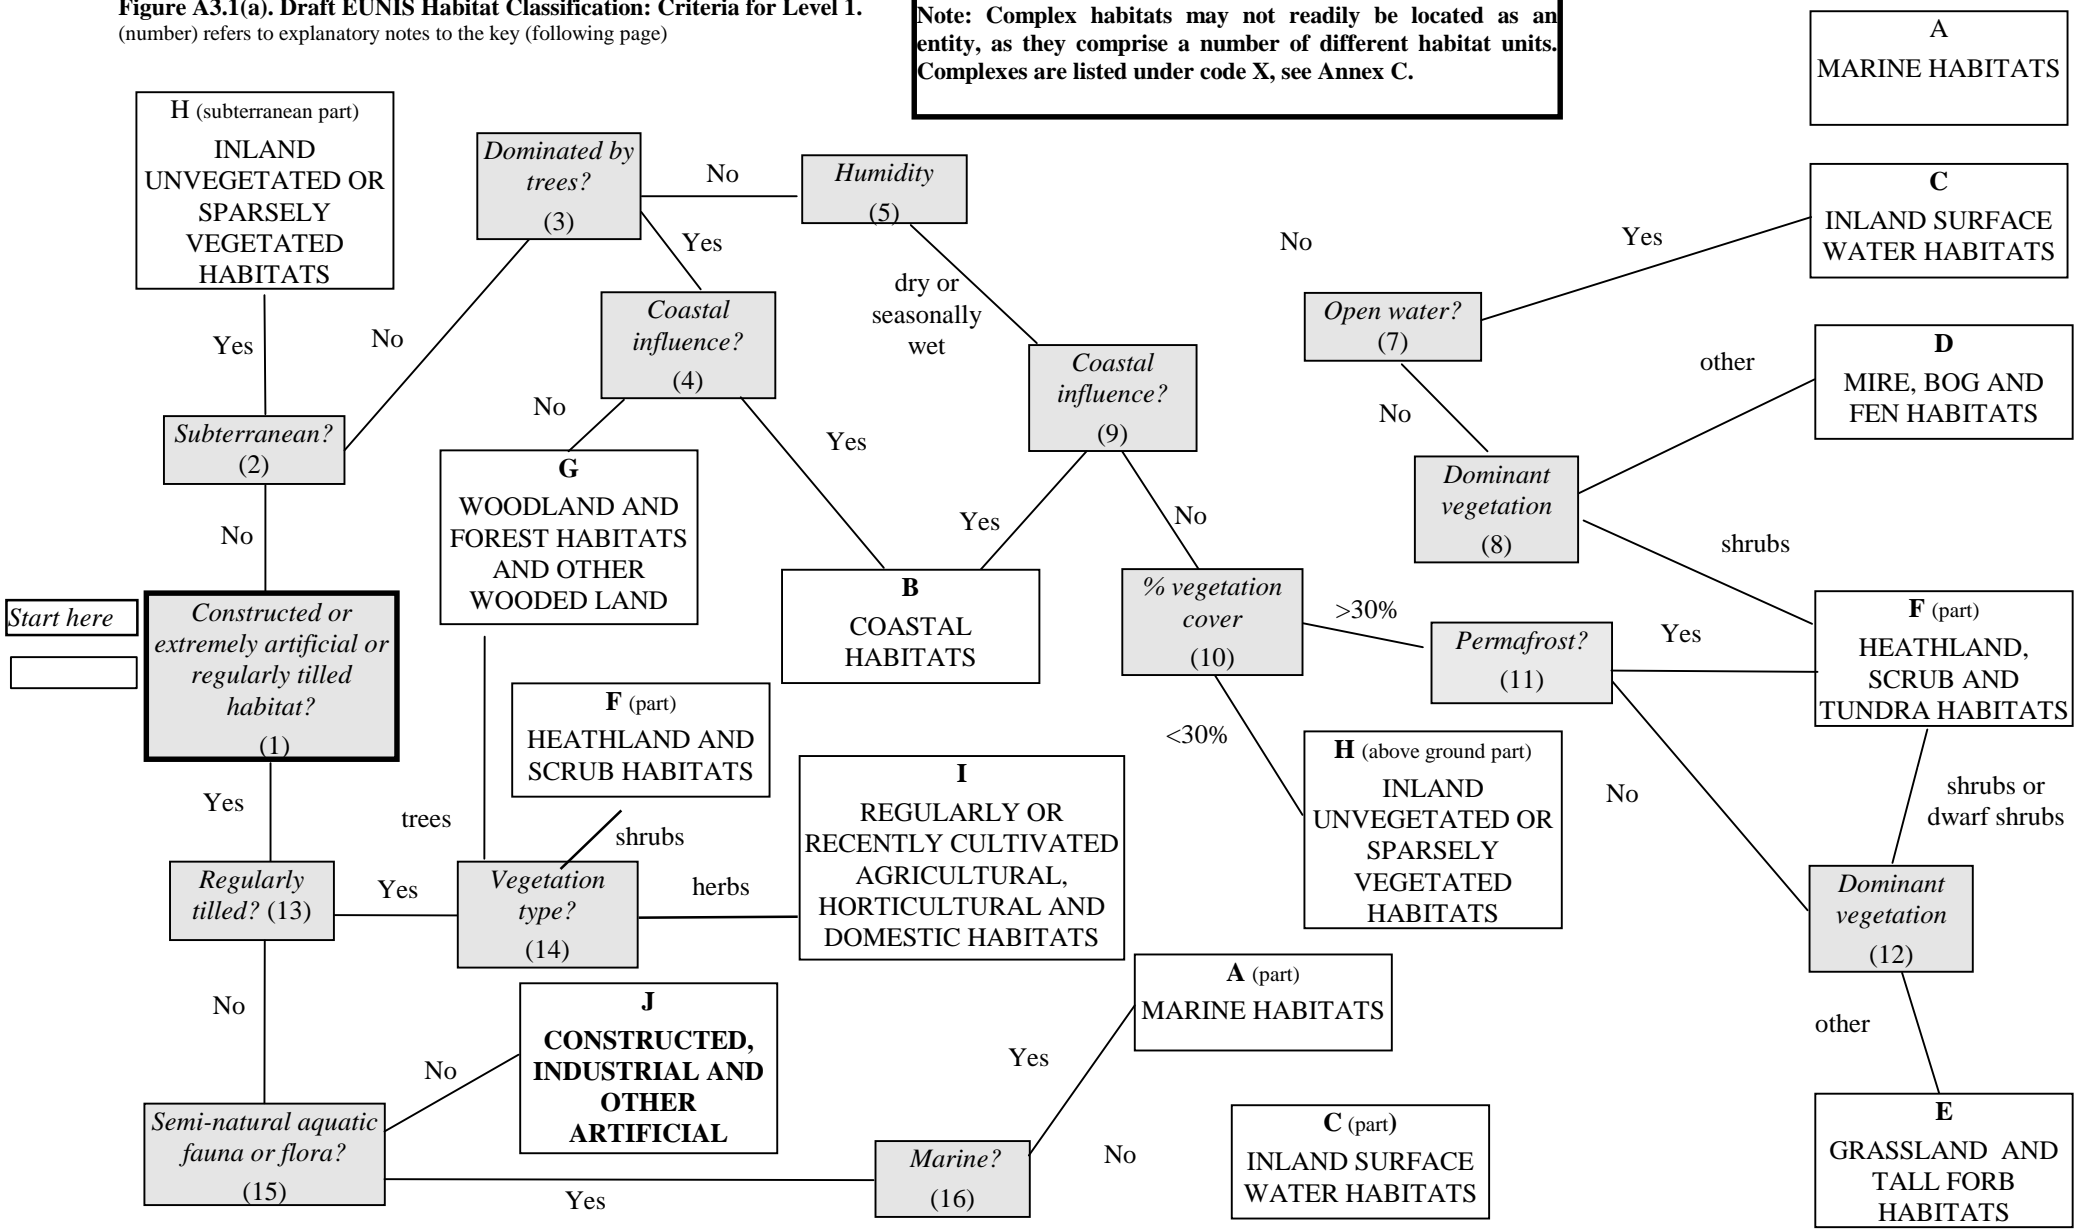 Figure A3.1(a). Draft EUNIS Habitat Classification: Criteria for Level 1.
(number) refers to explanatory notes to the key (following page)
Note: Complex habitats may not readily be located as an
entity, as they comprise a number of different habitat units.
Complexes are listed under code X, see Annex C.
A
MARINE HABITATS
H (subterranean part)
INLAND
UNVEGETATED OR
SPARSELY
VEGETATED
HABITATS
Dominated by
trees?
(3)
No
Humidity
(5)
Yes
dry or
seasonally
wet
No
Yes
C
INLAND SURFACE
WATER HABITATS
Open water?
(7)
No
other
D
MIRE, BOG AND
FEN HABITATS
Yes
No
Coastal
influence?
(4)
No
Yes
Coastal
influence?
(9)
Yes
No
Dominant
vegetation
(8)
shrubs
Subterranean?
(2)
No
G
WOODLAND AND
FOREST HABITATS
AND OTHER
WOODED LAND
B
COASTAL
HABITATS
% vegetation
cover
(10)
>30%
<30%
Permafrost?
(11)
Yes
No
F (part)
HEATHLAND,
SCRUB AND
TUNDRA HABITATS
shrubs or
dwarf shrubs
Start here
Constructed or
extremely artificial or
regularly tilled
habitat?
(1)
Yes
trees
F (part)
HEATHLAND AND
SCRUB HABITATS
shrubs
I
REGULARLY OR
RECENTLY CULTIVATED
AGRICULTURAL,
HORTICULTURAL AND
DOMESTIC HABITATS
H (above ground part)
INLAND
UNVEGETATED OR
SPARSELY
VEGETATED
HABITATS
Regularly
tilled? (13)
Yes
Vegetation
type?
(14)
herbs
Dominant
vegetation
(12)
other
No
J
CONSTRUCTED,
INDUSTRIAL AND
OTHER
ARTIFICIAL
No
A (part)
MARINE HABITATS
Yes
Semi-natural aquatic
fauna or flora?
(15)
Yes
Marine?
(16)
No
C (part)
INLAND SURFACE
WATER HABITATS
E
GRASSLAND AND
TALL FORB
HABITATS